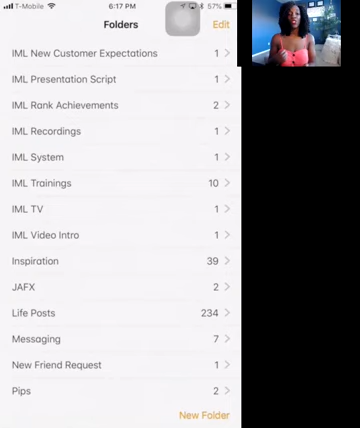 T-Mobile 6:17 PM 57%
Folders Edit
IML New Customer Expectations 1
IML Presentation Script 1
IML Rank Achievements 2
IML Recordings 1
IML System 1
IML Trainings 10
IML TV 1
IML Video Intro 1
Inspiration 39
JAFX 2
Life Posts 234
Messaging 7
New Friend Request 1
Pips 2
New Folder